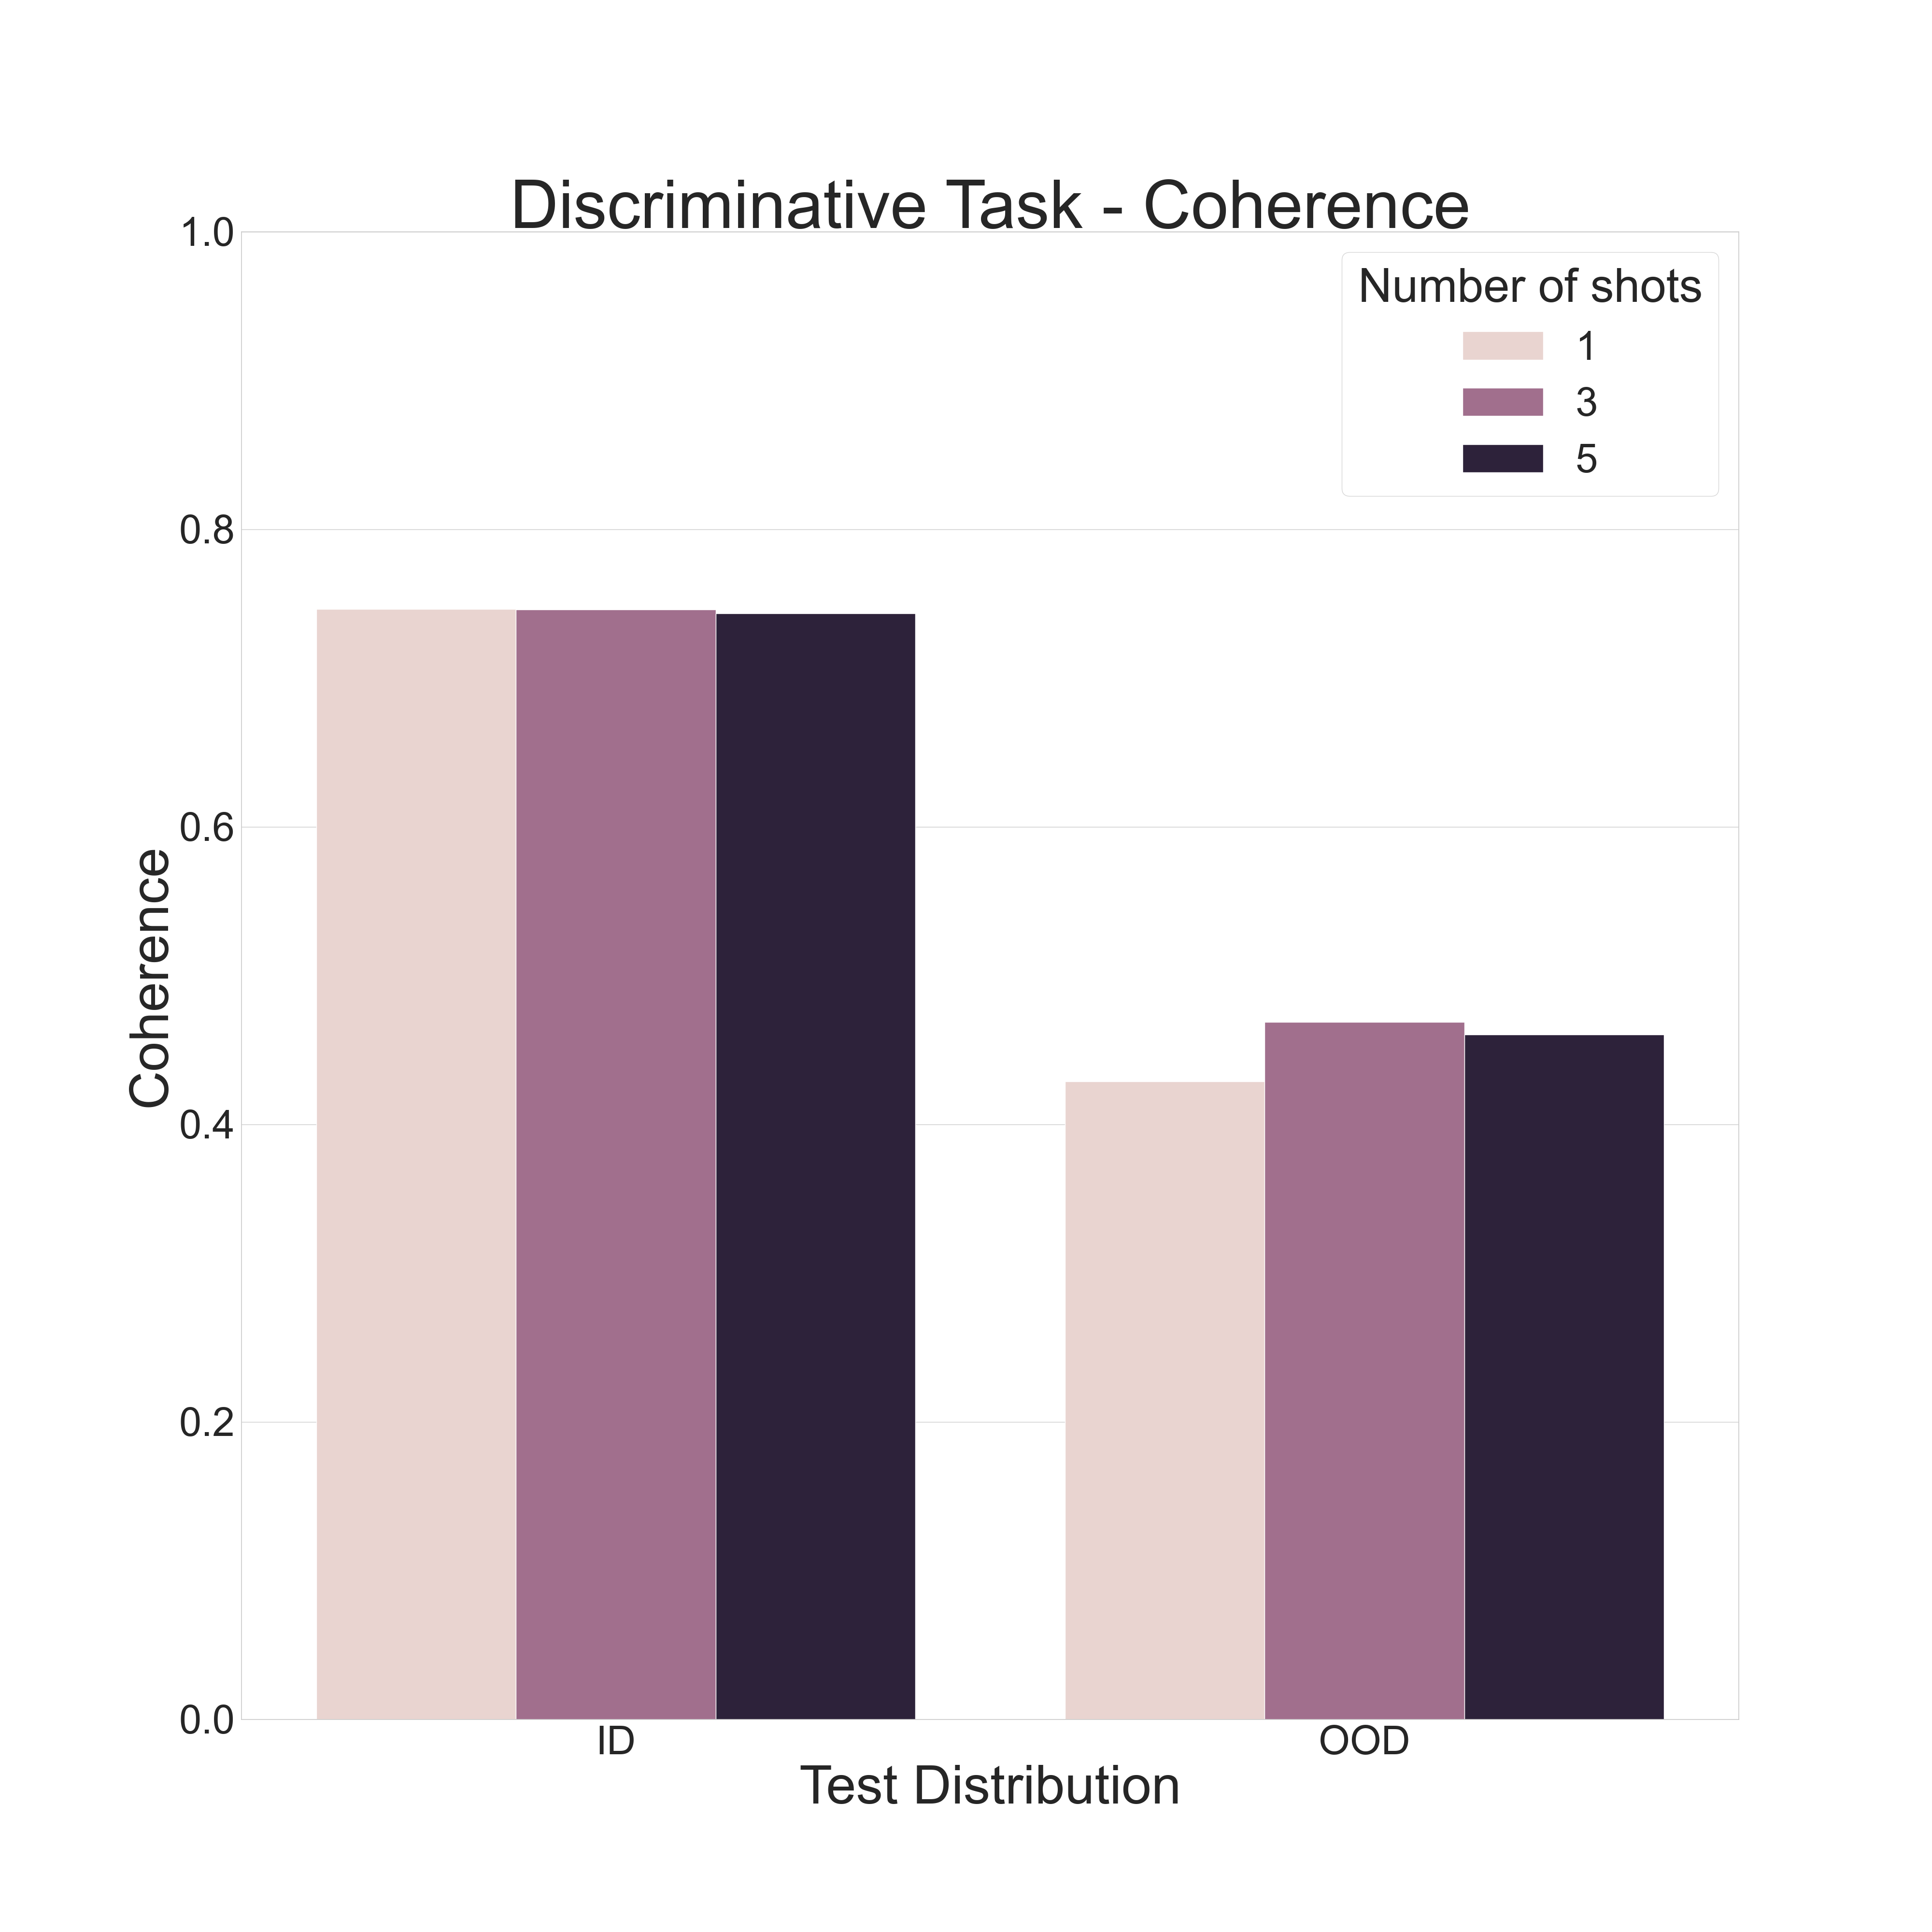 Discriminative Task - Coherence
1.0
0.8
0.6
0.4
0.2
0.0
Coherence
Number of shots
1
3
5
ID
OOD
Test Distribution